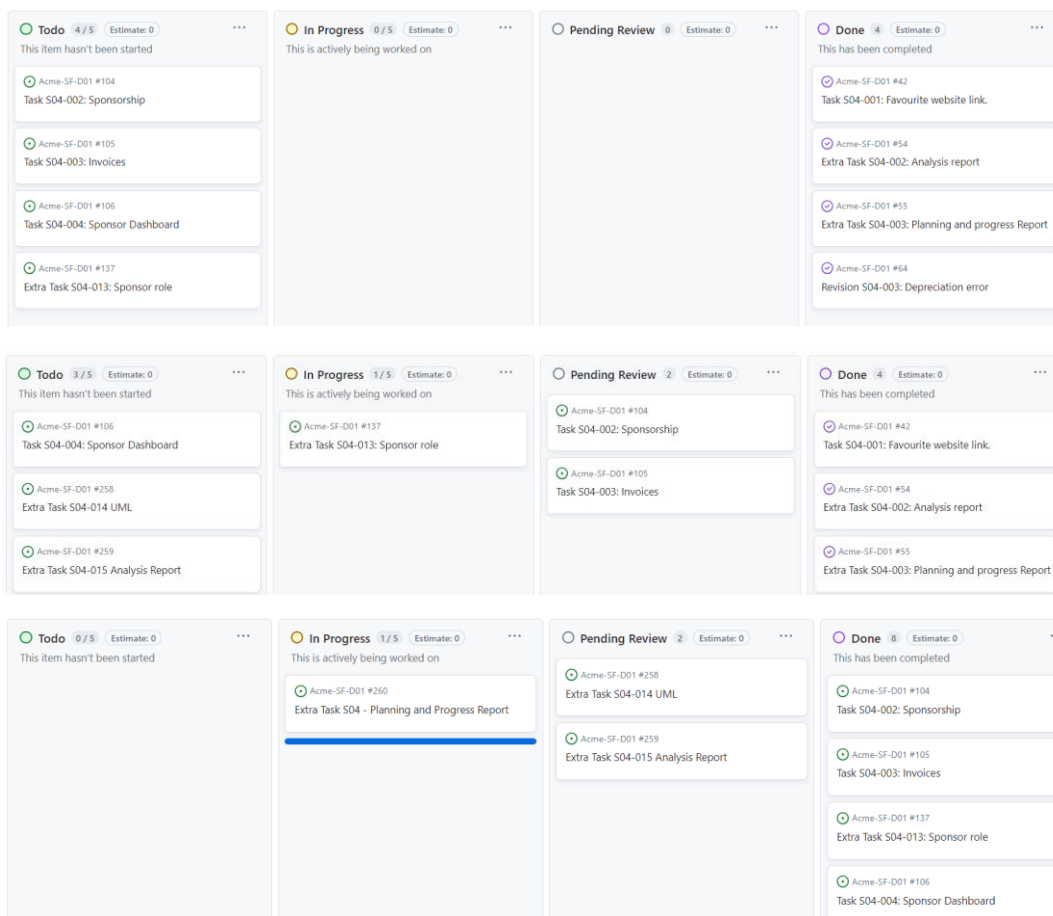 Todo 4 / 5 Estimate: 0 ...
This item hasn't been started
Acme-SF-D01 #104
Task S04-002: Sponsorship
Acme-SF-D01 #105
Task S04-003: Invoices
Acme-SF-D01 #106
Task S04-004: Sponsor Dashboard
Acme-SF-D01 #137
Extra Task S04-013: Sponsor role
In Progress 0 / 5 Estimate: 0 ...
This is actively being worked on
Pending Review 0 Estimate: 0 ...
Done 4 Estimate: 0 ...
This has been completed
Acme-SF-D01 #42
Task S04-001: Favourite website link.
Acme-SF-D01 #54
Extra Task S04-002: Analysis report
Acme-SF-D01 #55
Extra Task S04-003: Planning and progress Report
Acme-SF-D01 #64
Revision S04-003: Depreciation error
Todo 3 / 5 Estimate: 0 ...
This item hasn't been started
Acme-SF-D01 #106
Task S04-004: Sponsor Dashboard
Acme-SF-D01 #258
Extra Task S04-014 UML
Acme-SF-D01 #259
Extra Task S04-015 Analysis Report
In Progress 1 / 5 Estimate: 0 ...
This is actively being worked on
Acme-SF-D01 #137
Extra Task S04-013: Sponsor role
Pending Review 2 Estimate: 0 ...
Acme-SF-D01 #104
Task S04-002: Sponsorship
Acme-SF-D01 #105
Task S04-003: Invoices
Done 4 Estimate: 0 ...
This has been completed
Acme-SF-D01 #42
Task S04-001: Favourite website link.
Acme-SF-D01 #54
Extra Task S04-002: Analysis report
Acme-SF-D01 #55
Extra Task S04-003: Planning and progress Report
Todo 0 / 5 Estimate: 0 ...
This item hasn't been started
In Progress 1 / 5 Estimate: 0 ...
This is actively being worked on
Acme-SF-D01 #260
Extra Task S04 - Planning and Progress Report
Pending Review 2 Estimate: 0 ...
Acme-SF-D01 #258
Extra Task S04-014 UML
Acme-SF-D01 #259
Extra Task S04-015 Analysis Report
Done 8 Estimate: 0
This has been completed
Acme-SF-D01 #104
Task S04-002: Sponsorship
Acme-SF-D01 #105
Task S04-003: Invoices
Acme-SF-D01 #137
Extra Task S04-013: Sponsor role
Acme-SF-D01 #106
Task S04-004: Sponsor Dashboard